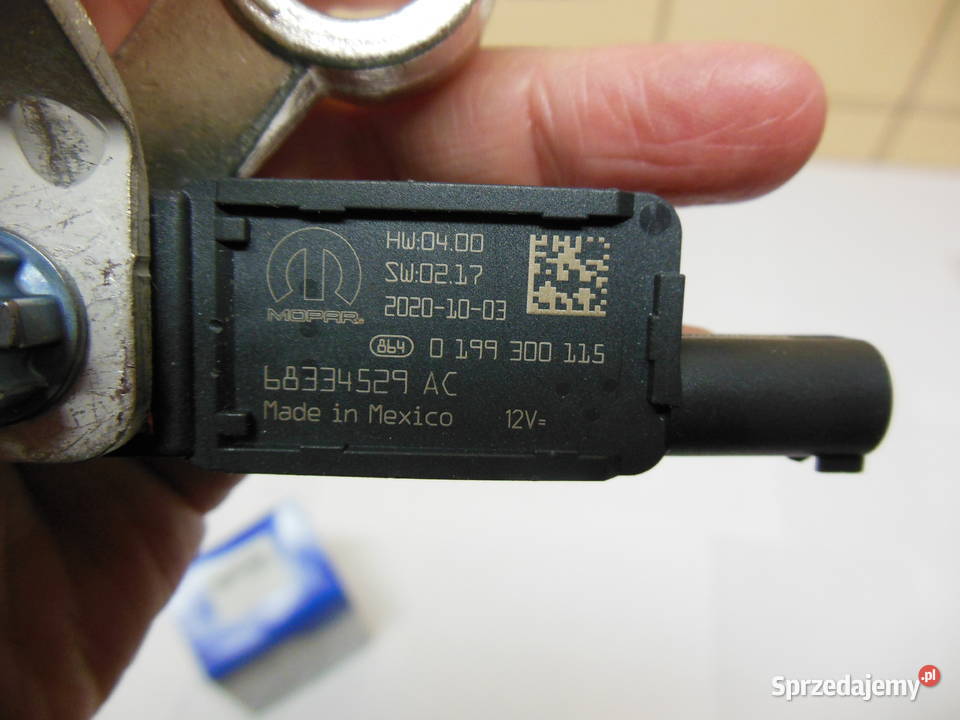 HW:04.00
SW:02.17
2020-10-03
MOPAR®
864 0 199 300 115
68334529 AC
Made in Mexico 12V=
Sprzedajemy.pl